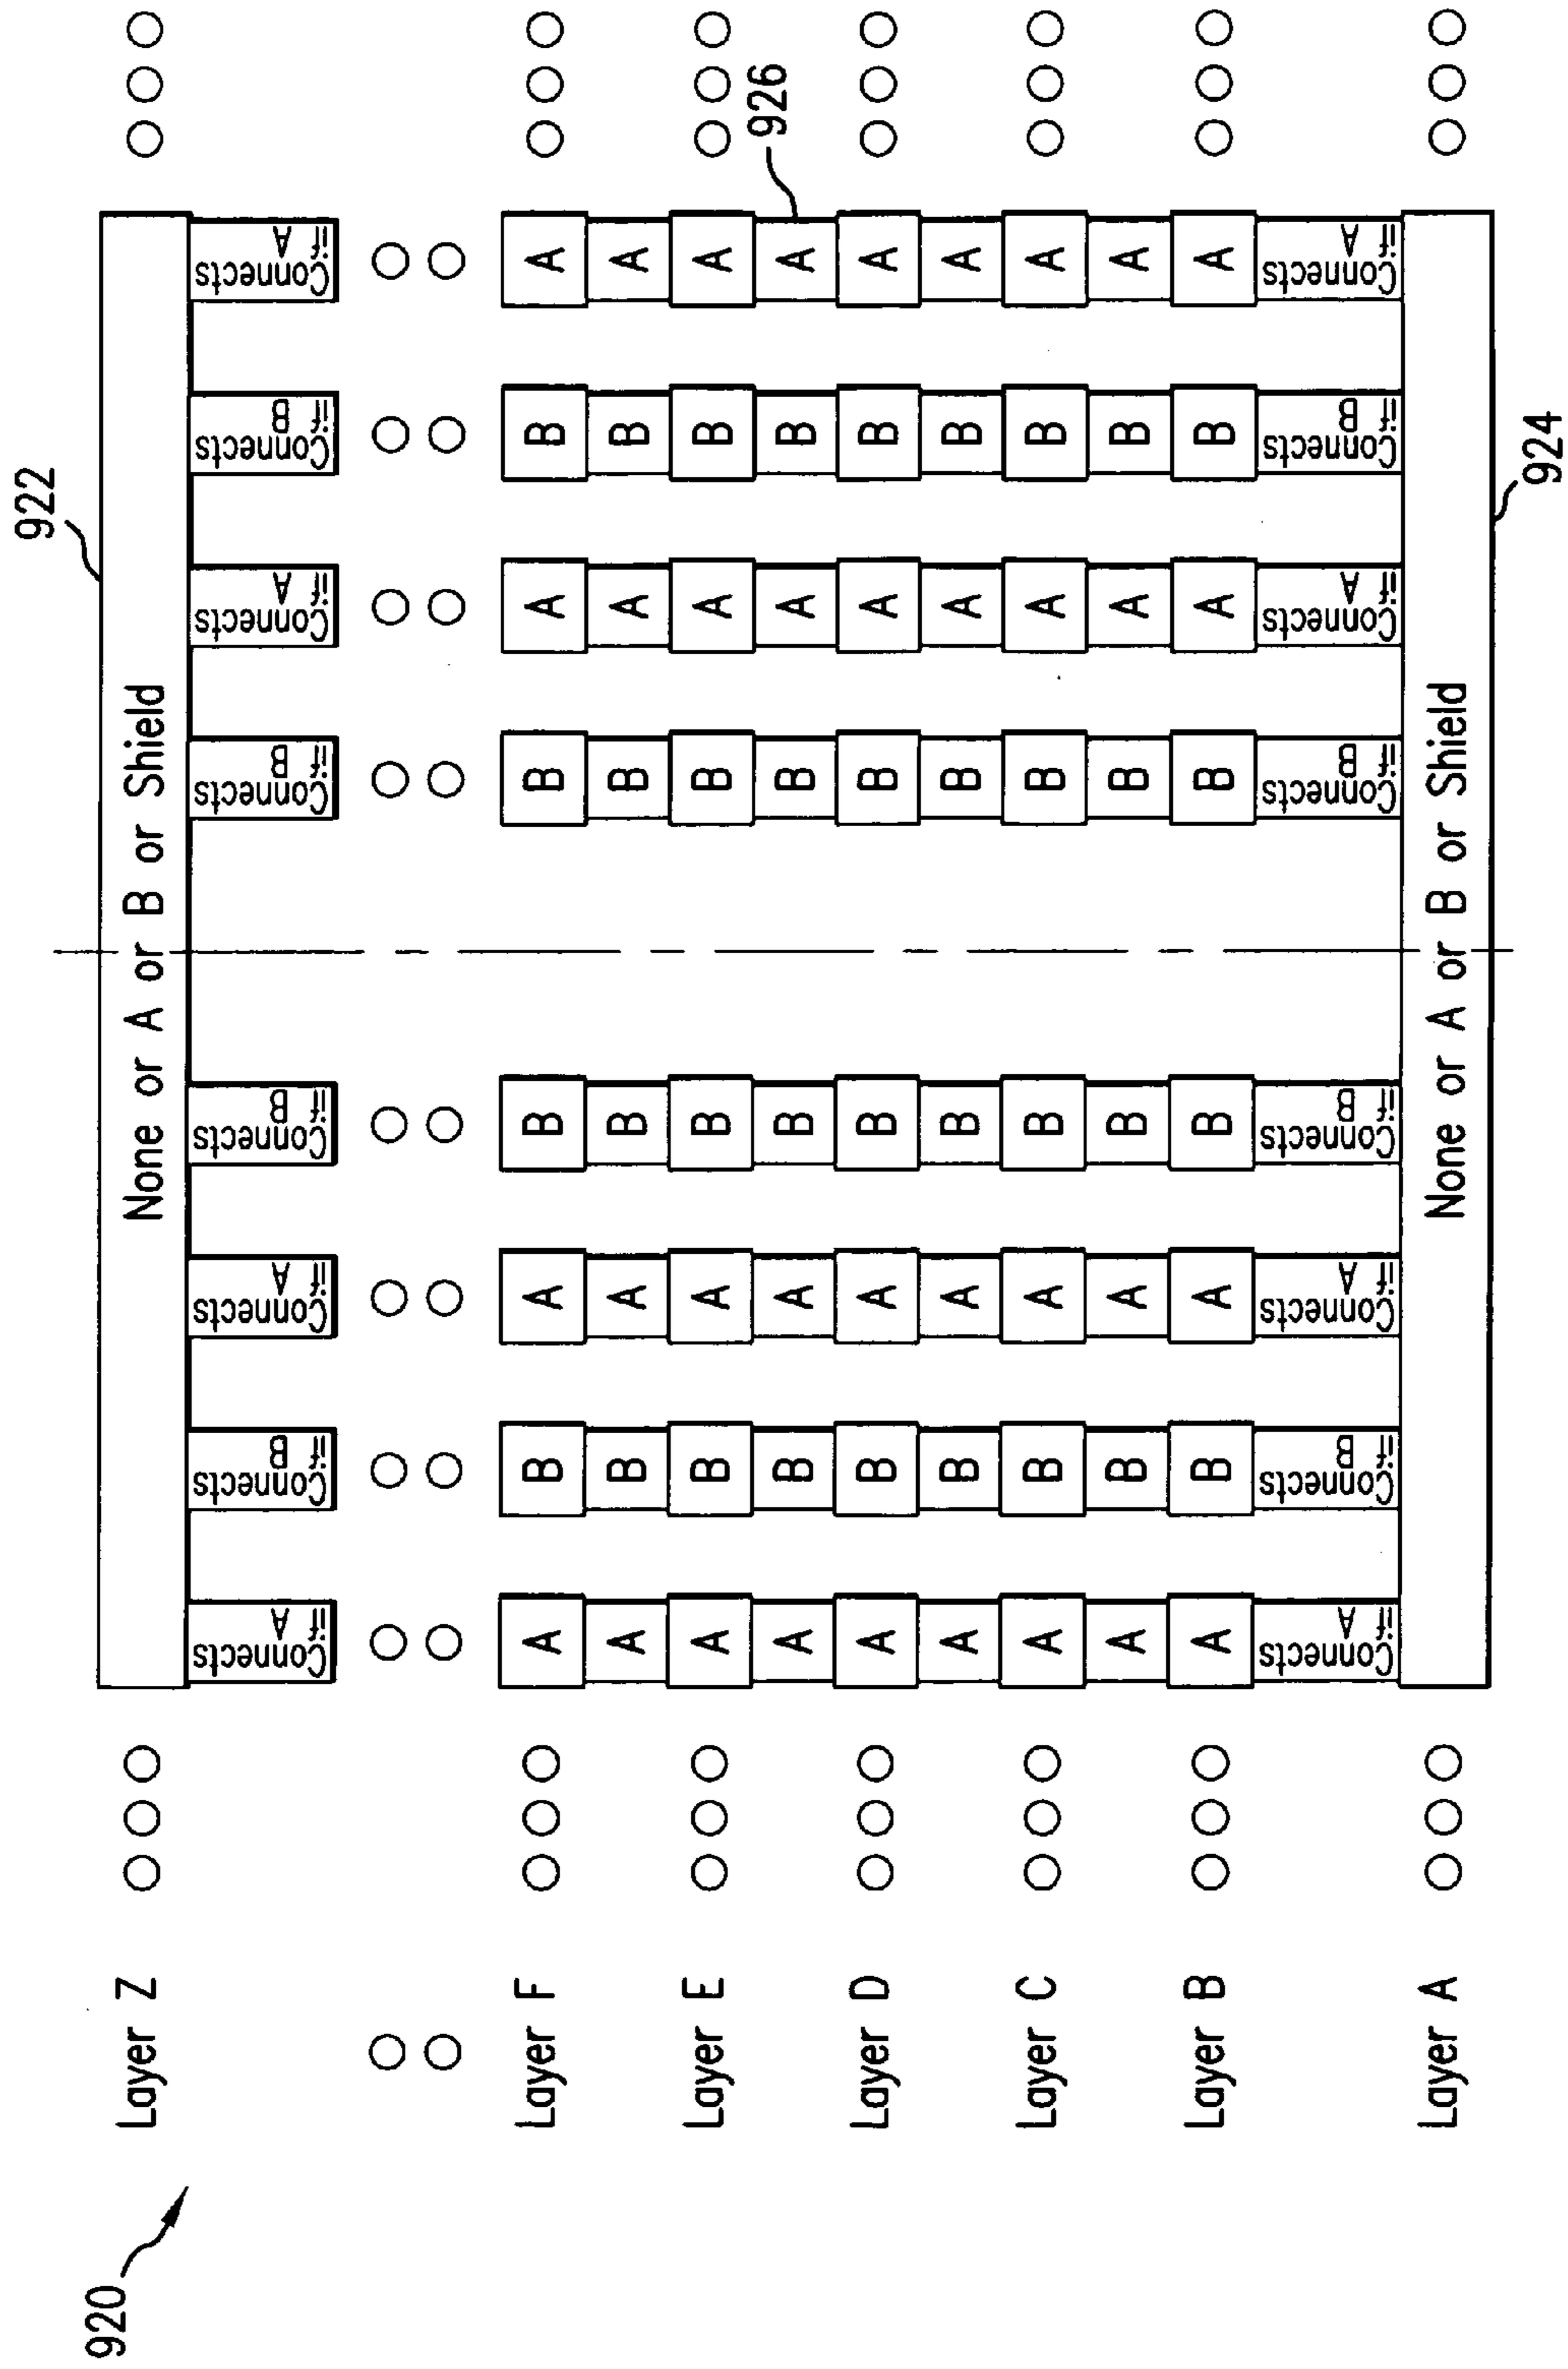 922
920
Layer Z None or A or B or Shield
Connects
if A
Connects
if B
Connects
if A
Connects
if B
Connects
if B
Connects
if A
Connects
if B
Connects
if A
Layer F A B A B B A B A
A B A B B A B A
Layer E A B A B B A B A
A B A B B A B A 926
Layer D A B A B B A B A
A B A B B A B A
Layer C A B A B B A B A
A B A B B A B A
Layer B A B A B B A B A
Connects
if A
Connects
if B
Connects
if A
Connects
if B
Connects
if B
Connects
if A
Connects
if B
Connects
if A
Layer A None or A or B or Shield
924